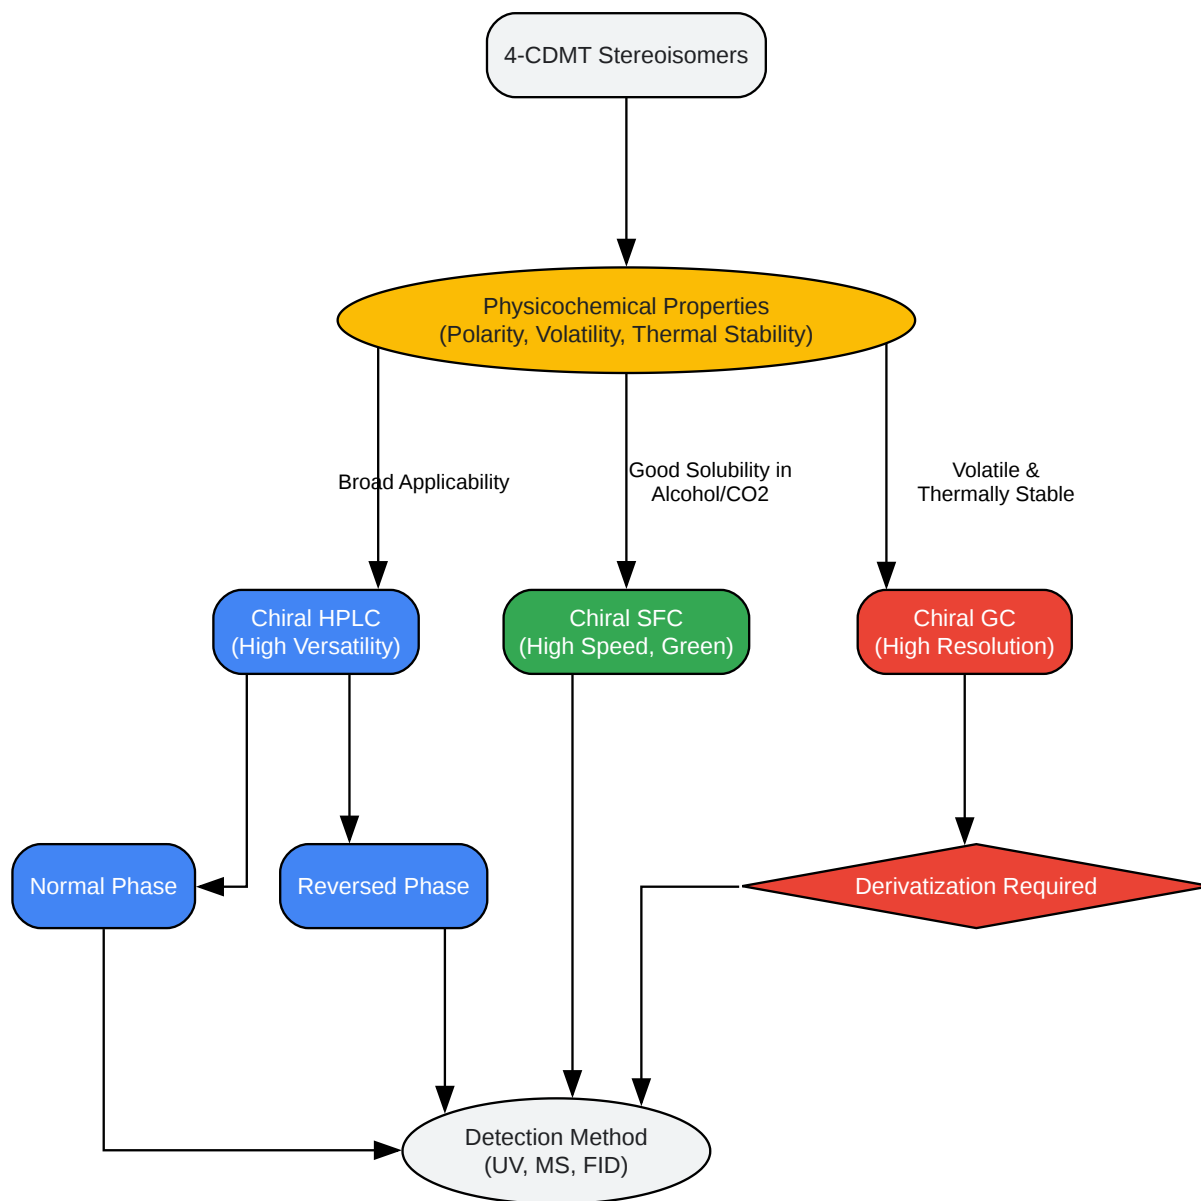 4-CDMT Stereoisomers
Physicochemical Properties
(Polarity, Volatility, Thermal Stability)
Broad Applicability
Good Solubility in
Alcohol/CO2
Volatile &
Thermally Stable
Chiral HPLC
(High Versatility)
Chiral SFC
(High Speed, Green)
Chiral GC
(High Resolution)
Normal Phase
Reversed Phase
Derivatization Required
Detection Method
(UV, MS, FID)